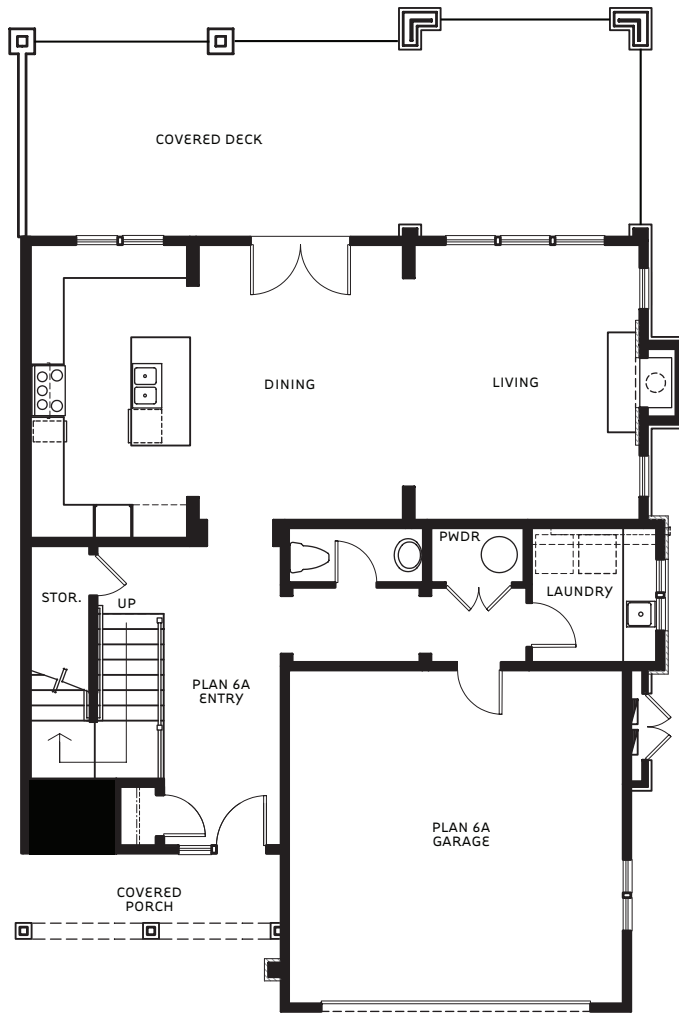 COVERED DECK
DINING
LIVING
PWDR
STOR.
UP
LAUNDRY
PLAN 6A
ENTRY
PLAN 6A
GARAGE
COVERED
PORCH